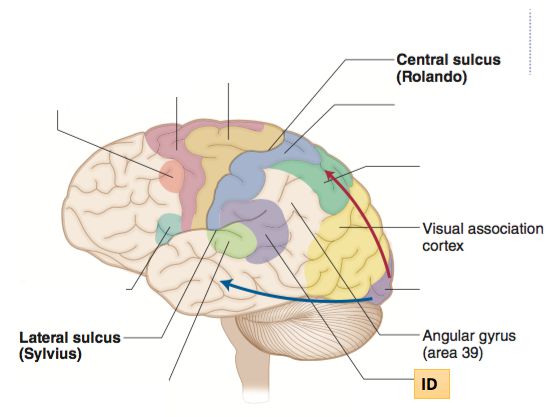 Central sulcus
(Rolando)
Visual association
cortex
Lateral sulcus
(Sylvius)
Angular gyrus
(area 39)
ID